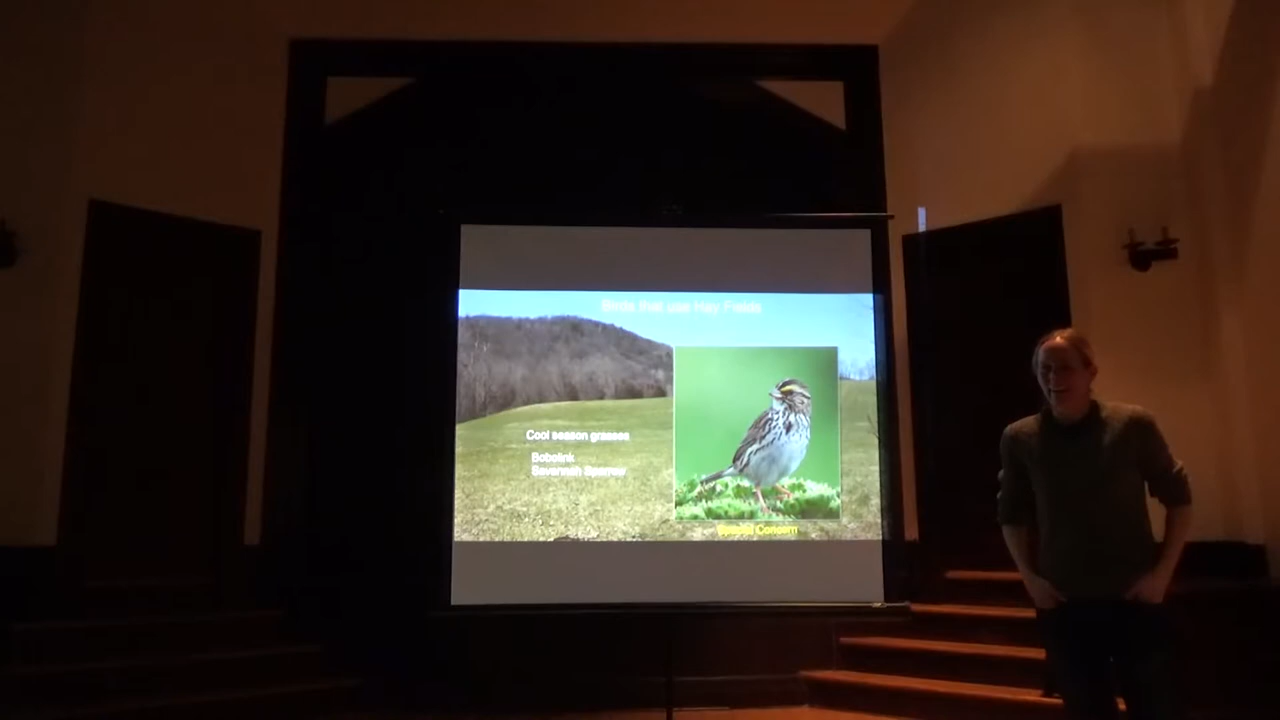 Birds that use Hay Fields
Cool season grasses
Bobolink
Savannah Sparrow
Special Concern